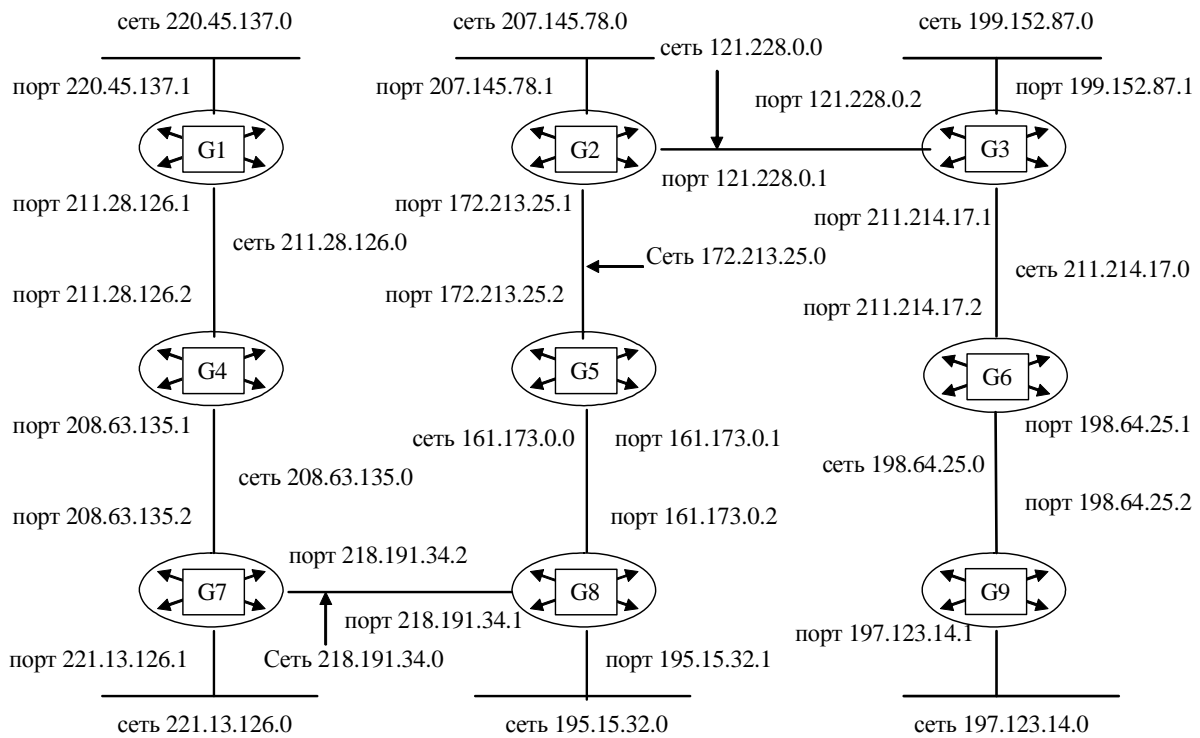 сеть 220.45.137.0
сеть 207.145.78.0
сеть 199.152.87.0
сеть 121.228.0.0
порт 220.45.137.1
порт 207.145.78.1
порт 121.228.0.2
порт 199.152.87.1
G1
G2
G3
порт 121.228.0.1
порт 211.28.126.1
порт 172.213.25.1
порт 211.214.17.1
сеть 211.28.126.0
Сеть 172.213.25.0
сеть 211.214.17.0
порт 211.28.126.2
порт 172.213.25.2
порт 211.214.17.2
G4
G5
G6
порт 208.63.135.1
сеть 161.173.0.0
порт 161.173.0.1
порт 198.64.25.1
сеть 208.63.135.0
сеть 198.64.25.0
порт 208.63.135.2
порт 161.173.0.2
порт 198.64.25.2
порт 218.191.34.2
G7
G8
G9
порт 218.191.34.1
порт 197.123.14.1
порт 221.13.126.1
Сеть 218.191.34.0
порт 195.15.32.1
сеть 221.13.126.0
сеть 195.15.32.0
сеть 197.123.14.0